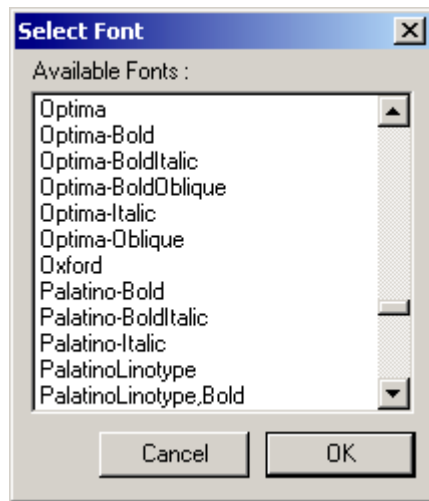 Select Font
Available Fonts :
Optima
Optima-Bold
Optima-BoldItalic
Optima-BoldOblique
Optima-Italic
Optima-Oblique
Oxford
Palatino-Bold
Palatino-BoldItalic
Palatino-Italic
PalatinoLinotype
PalatinoLinotype,Bold
Cancel OK